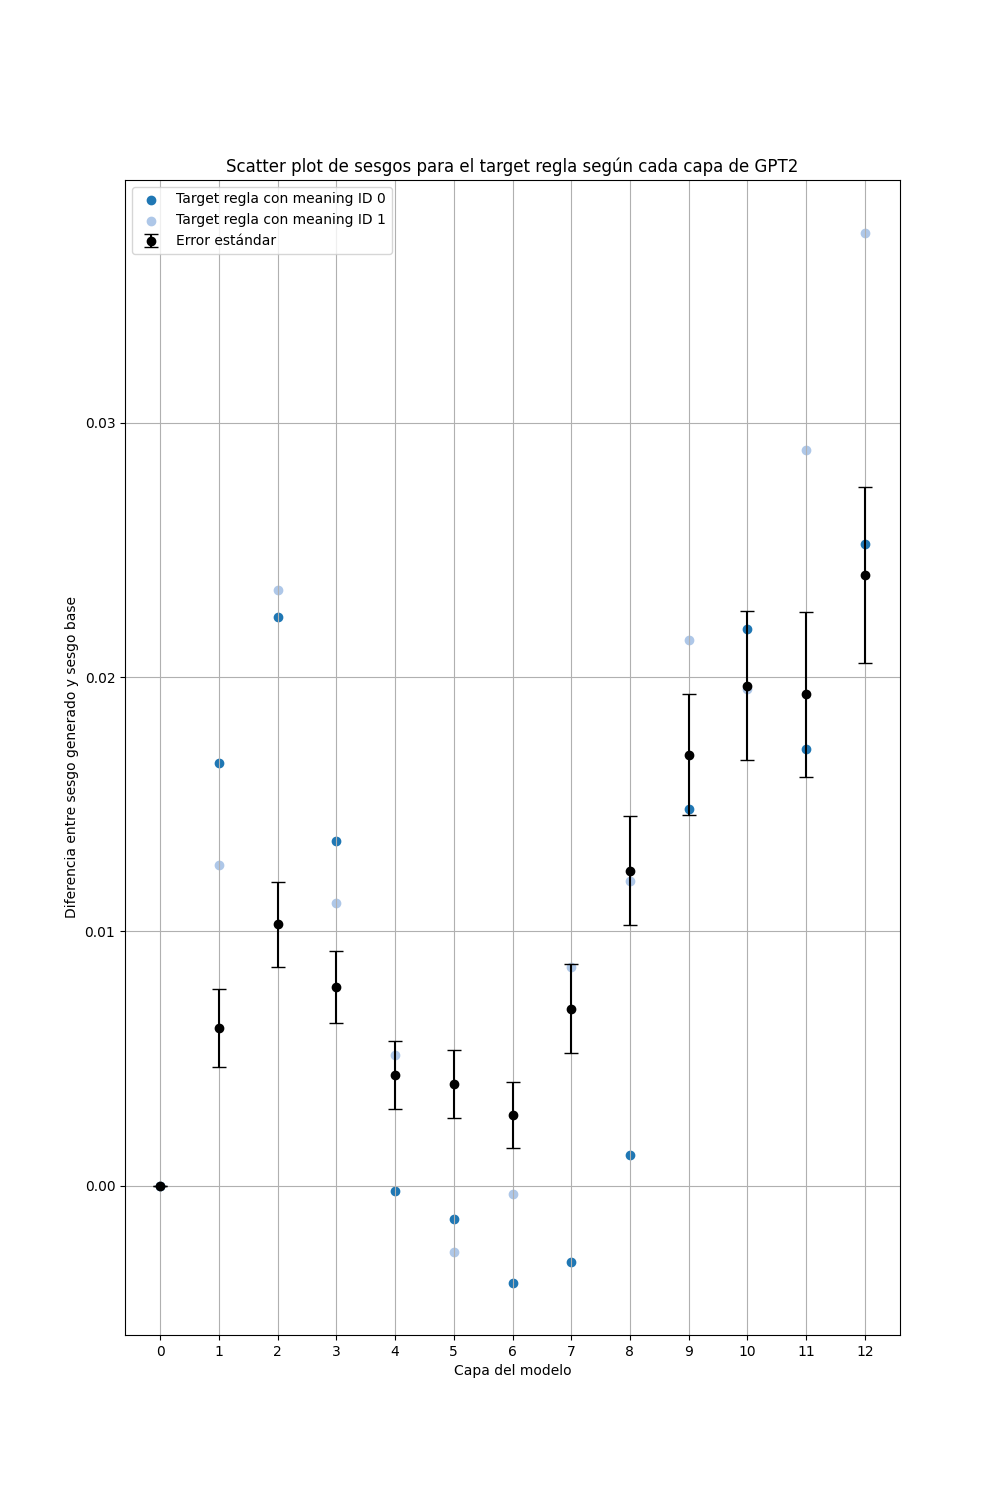 Scatter plot de sesgos para el target regla según cada capa de GPT2
Target regla con meaning ID 0
Target regla con meaning ID 1
Error estándar
Diferencia entre sesgo generado y sesgo base
0.03
0.02
0.01
0.00
0 1 2 3 4 5 6 7 8 9 10 11 12
Capa del modelo